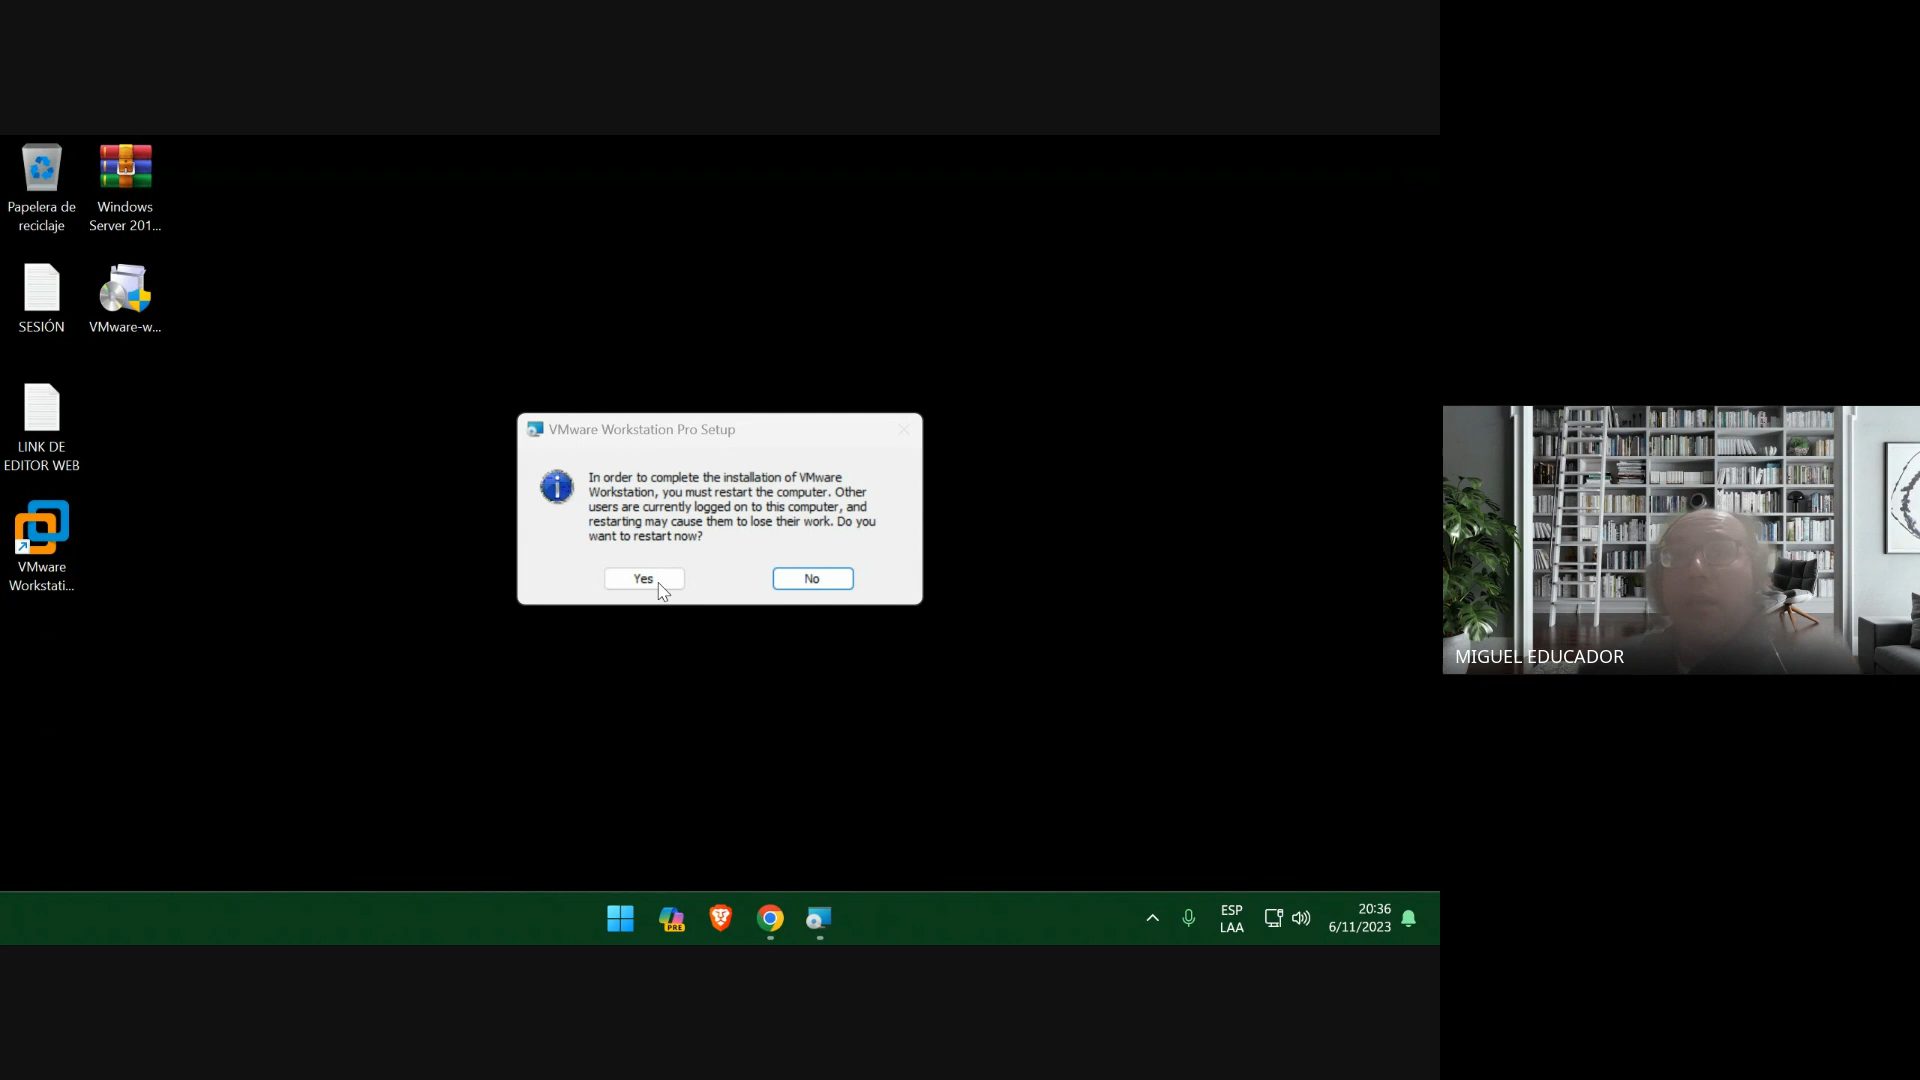 Papelera de
reciclaje
Windows
Server 201...
SESIÓN
VMware-w...
LINK DE
EDITOR WEB
VMware
Workstati...
VMware Workstation Pro Setup
In order to complete the installation of VMware
Workstation, you must restart the computer. Other
users are currently logged on to this computer, and
restarting may cause them to lose their work. Do you
want to restart now?
Yes
No
MIGUEL EDUCADOR
PRE
ESP
LAA
20:36
6/11/2023